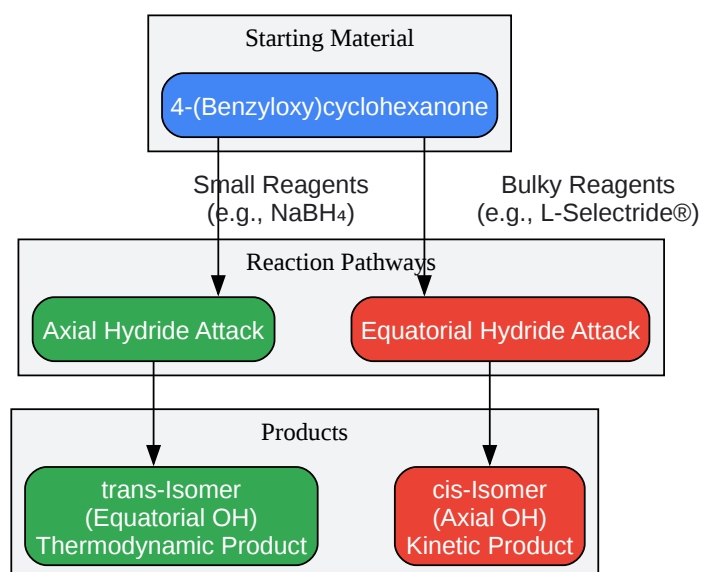 Starting Material
4-(Benzyloxy)cyclohexanone
Small Reagents
(e.g., NaBH₄)
Bulky Reagents
(e.g., L-Selectride®)
Reaction Pathways
Axial Hydride Attack
Equatorial Hydride Attack
Products
trans-Isomer
(Equatorial OH)
Thermodynamic Product
cis-Isomer
(Axial OH)
Kinetic Product